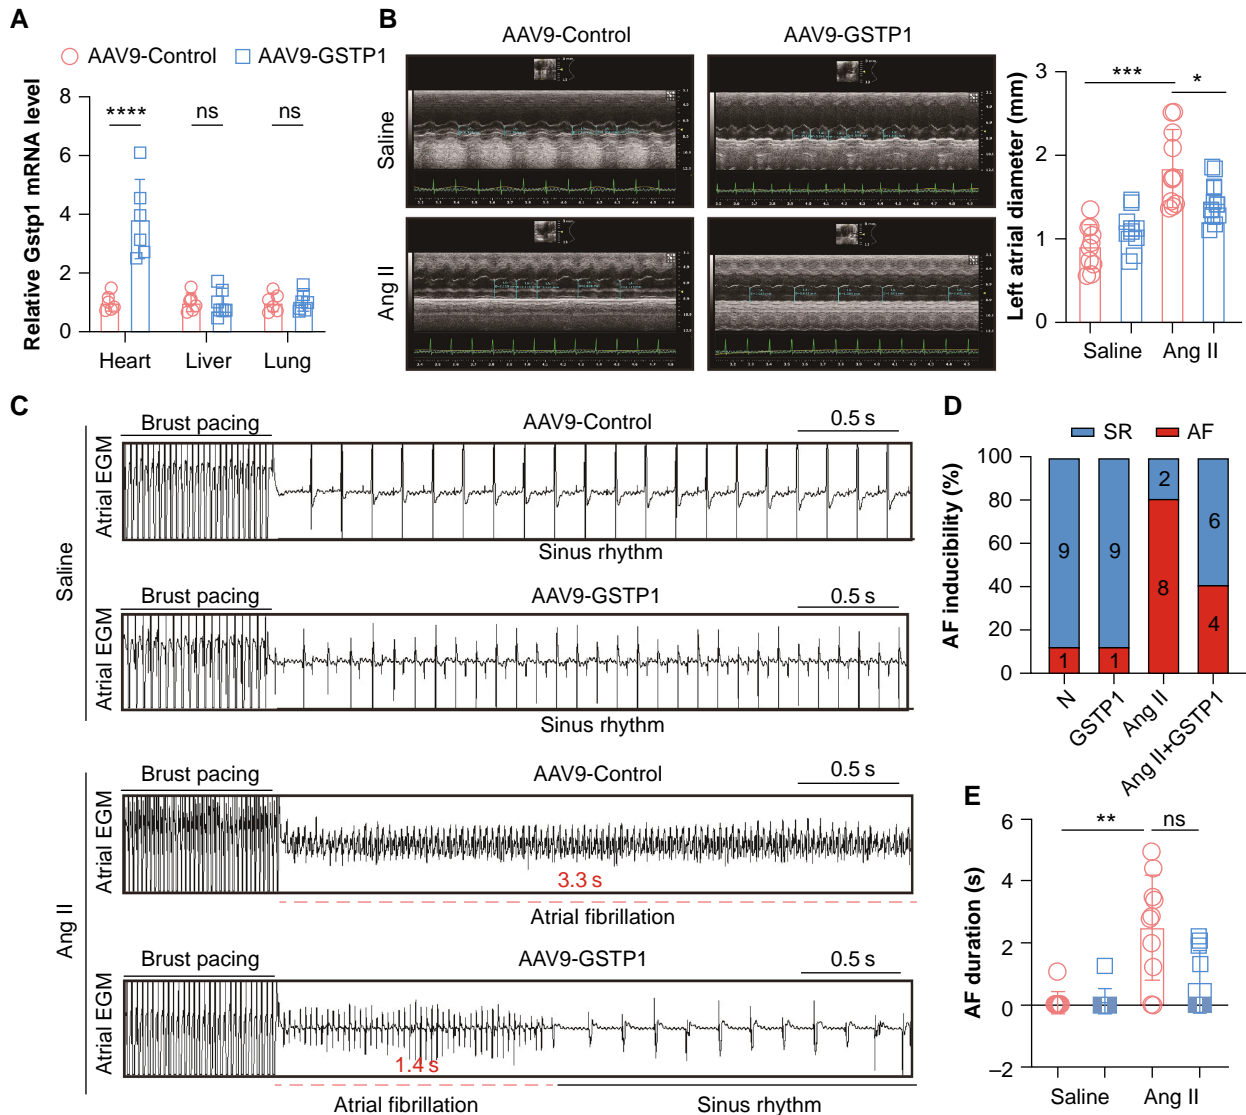 A
AAV9-Control AAV9-GSTP1
Relative Gstp1 mRNA level
8
6
4
2
0
**** ns ns
Heart Liver Lung
B
AAV9-Control AAV9-GSTP1
Saline
Ang II
Left atrial diameter (mm)
3
2
1
0
*** *
Saline Ang II
C
Saline
Brust pacing AAV9-Control 0.5 s
Atrial EGM
Sinus rhythm
Brust pacing AAV9-GSTP1 0.5 s
Atrial EGM
Sinus rhythm
Ang II
Brust pacing AAV9-Control 0.5 s
Atrial EGM
3.3 s
Atrial fibrillation
Brust pacing AAV9-GSTP1 0.5 s
Atrial EGM
1.4 s
Atrial fibrillation Sinus rhythm
D
SR AF
AF inducibility (%)
100
80
60
40
20
0
9 9 2 6
1 1 8 4
N GSTP1 Ang II Ang II+GSTP1
E
AF duration (s)
6
4
2
0
–2
** ns
Saline Ang II